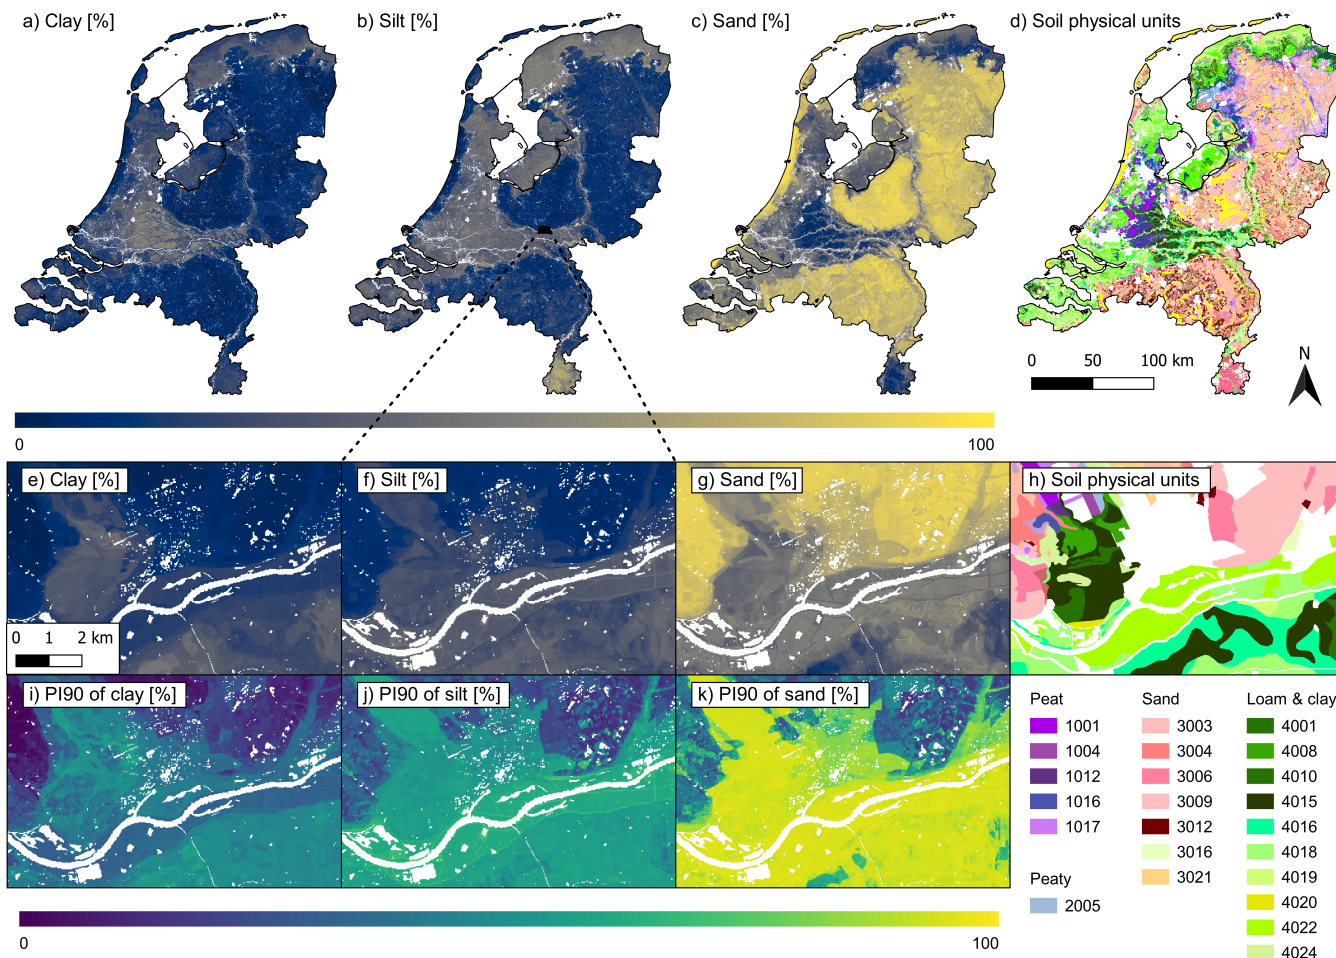 a) Clay [%]
b) Silt [%]
c) Sand [%]
d) Soil physical units
0 50 100 km
N
0 100
e) Clay [%]
f) Silt [%]
g) Sand [%]
h) Soil physical units
0 1 2 km
i) PI90 of clay [%]
j) PI90 of silt [%]
k) PI90 of sand [%]
0 100
Peat
1001
1004
1012
1016
1017
Peaty
2005
Sand
3003
3004
3006
3009
3012
3016
3021
Loam & clay
4001
4008
4010
4015
4016
4018
4019
4020
4022
4024